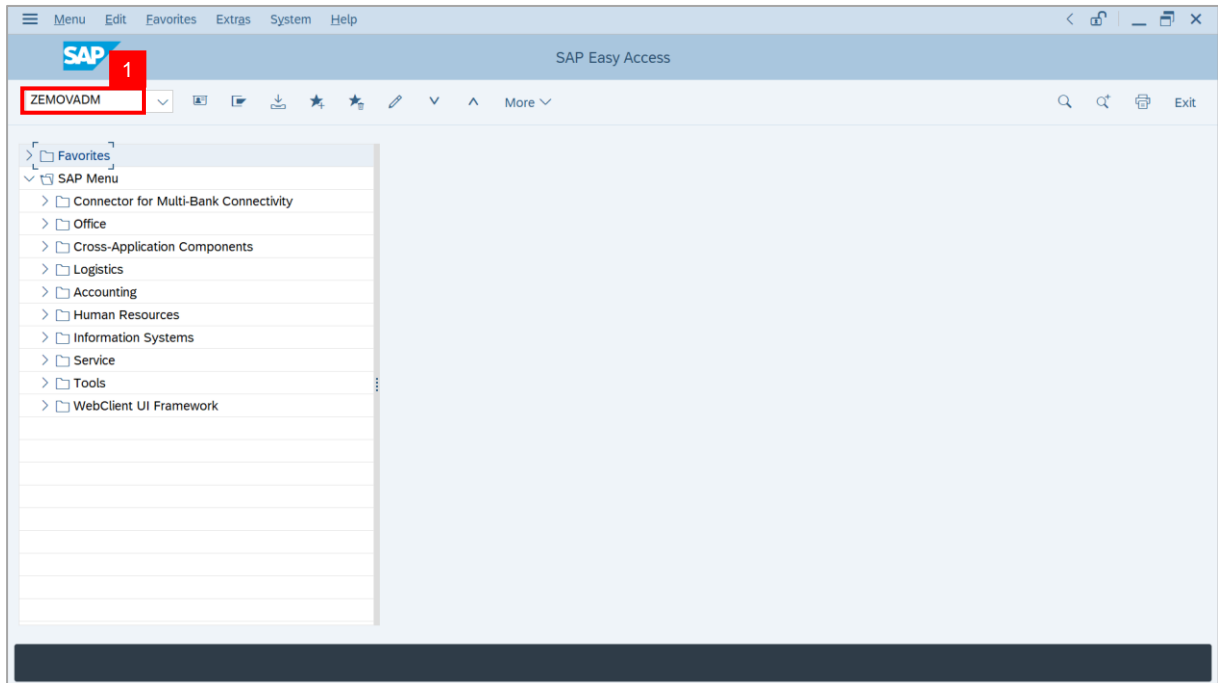 Menu Edit Favorites Extras System Help
SAP
SAP Easy Access
1
ZEMOVADM More Exit
Favorites
SAP Menu
Connector for Multi-Bank Connectivity
Office
Cross-Application Components
Logistics
Accounting
Human Resources
Information Systems
Service
Tools
WebClient UI Framework